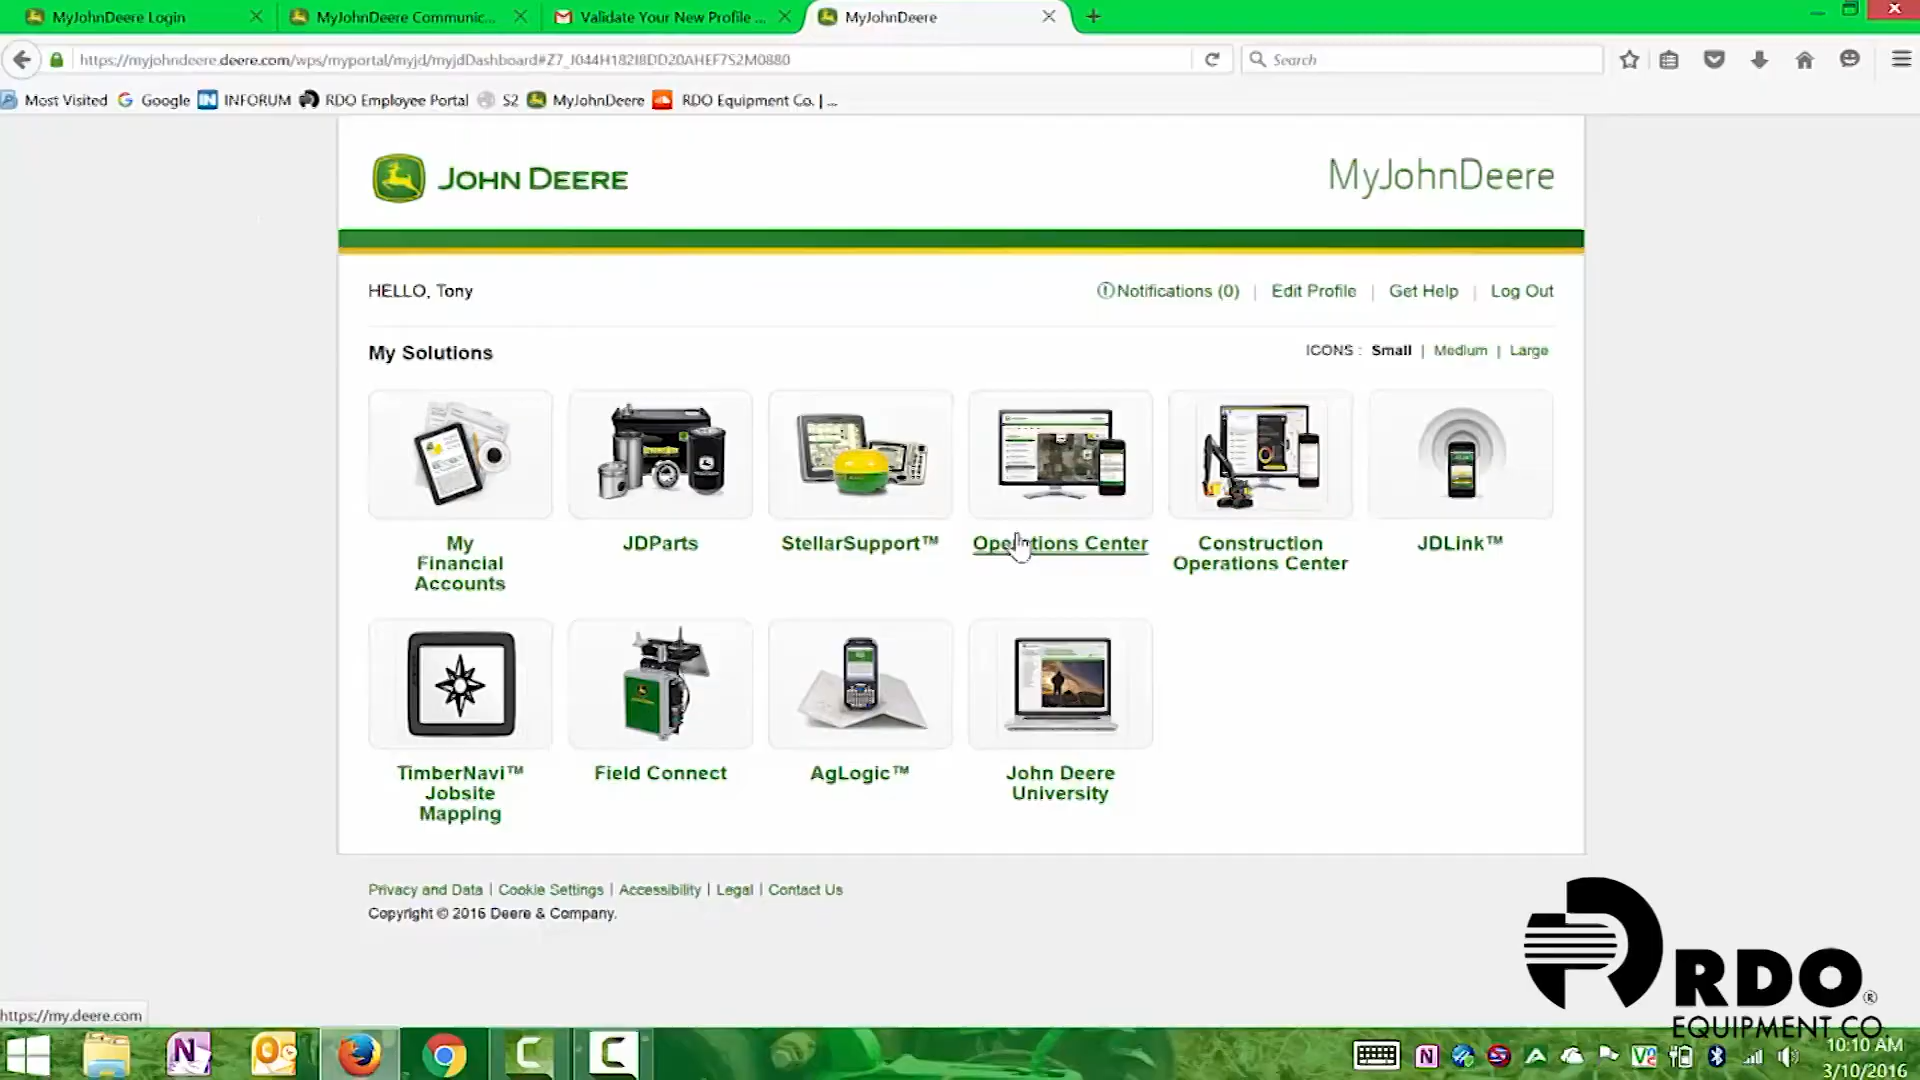 MyJohnDeere Login
MyJohnDeere Communic...
Validate Your New Profile ...
MyJohnDeere
https://myjohndeere.deere.com/wps/myportal/myjd/myjdDashboard#Z7_J044H182I8DD20AHEF7S2M0880
Search
Most Visited
Google
INFORUM
RDO Employee Portal
S2
MyJohnDeere
RDO Equipment Co. | ...
JOHN DEERE
MyJohnDeere
HELLO, Tony
Notifications (0) | Edit Profile | Get Help | Log Out
My Solutions
ICONS : Small | Medium | Large
My Financial Accounts
JDParts
StellarSupport™
Operations Center
Construction Operations Center
JDLink™
TimberNavi™ Jobsite Mapping
Field Connect
AgLogic™
John Deere University
Privacy and Data | Cookie Settings | Accessibility | Legal | Contact Us
Copyright © 2016 Deere & Company.
https://my.deere.com
RDO®
EQUIPMENT CO.
10:10 AM
3/10/2016